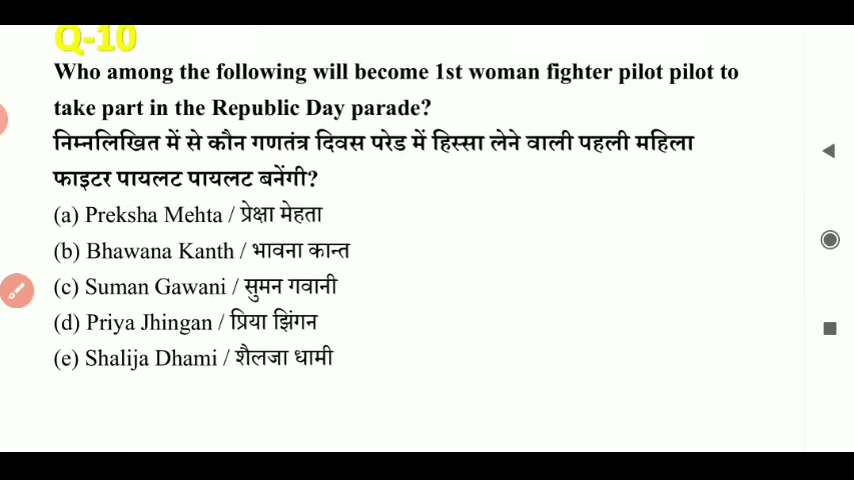 Q-10
Who among the following will become 1st woman fighter pilot pilot to
take part in the Republic Day parade?
निम्नलिखित में से कौन गणतंत्र दिवस परेड में हिस्सा लेने वाली पहली महिला
फाइटर पायलट पायलट बनेंगी?
(a) Preksha Mehta / प्रेक्षा मेहता
(b) Bhawana Kanth / भावना कान्त
(c) Suman Gawani / सुमन गवानी
(d) Priya Jhingan / प्रिया झिंगन
(e) Shalija Dhami / शैलजा धामी